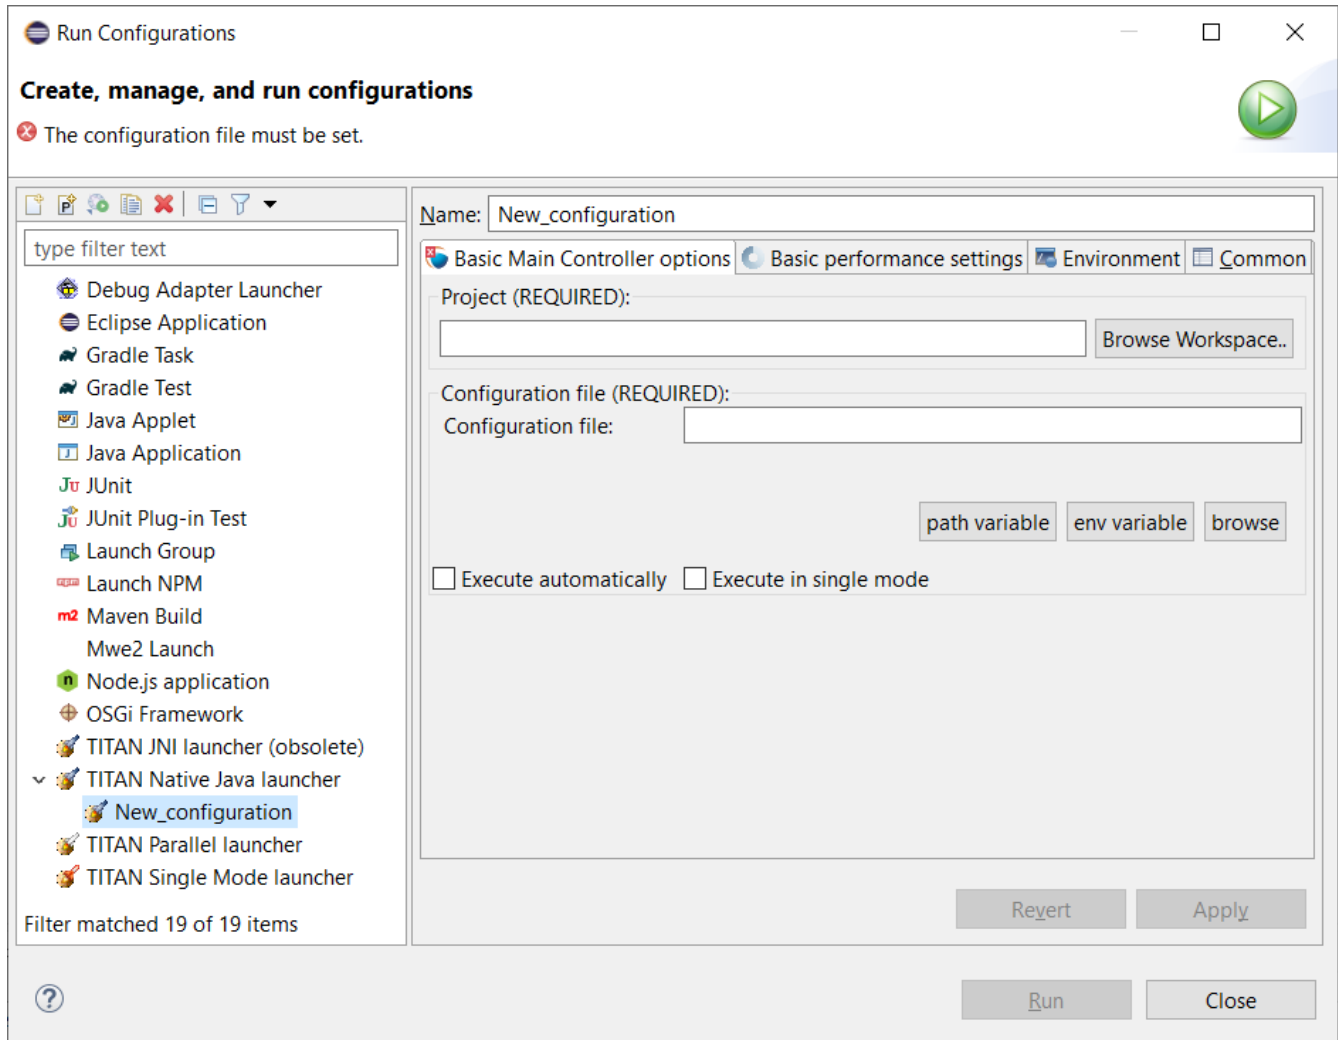 Run Configurations
Create, manage, and run configurations
The configuration file must be set.
type filter text
Debug Adapter Launcher
Eclipse Application
Gradle Task
Gradle Test
Java Applet
Java Application
JUnit
JUnit Plug-in Test
Launch Group
Launch NPM
Maven Build
Mwe2 Launch
Node.js application
OSGi Framework
TITAN JNI launcher (obsolete)
TITAN Native Java launcher
New_configuration
TITAN Parallel launcher
TITAN Single Mode launcher
Filter matched 19 of 19 items
Name: New_configuration
Basic Main Controller options Basic performance settings Environment Common
Project (REQUIRED):
Browse Workspace..
Configuration file (REQUIRED):
Configuration file:
path variable env variable browse
Execute automatically Execute in single mode
Revert Apply
Run Close